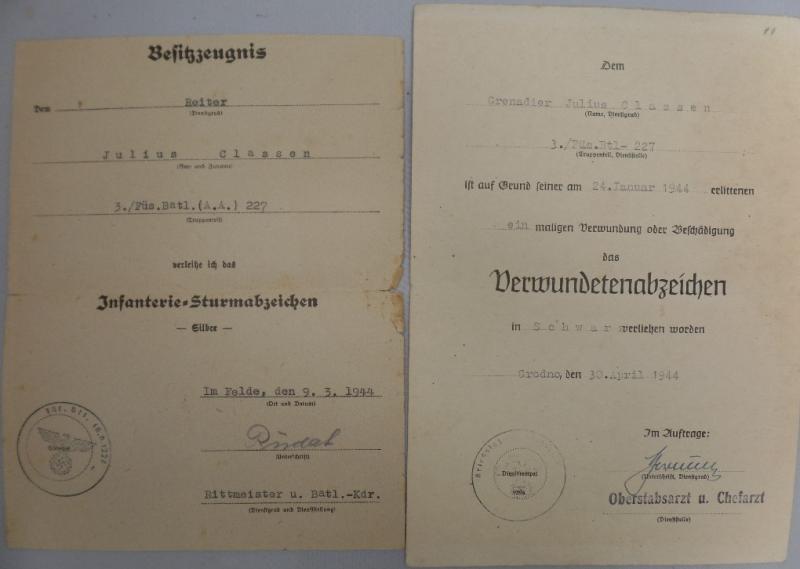 Besitzzeugnis
Dem Reiter
(Dienstgrad)
Julius Classen
(Vor- und Zuname)
3./Füs.Batl.(A.A.) 227
(Truppenteil)
verleihe ich das
Infanterie-Sturmabzeichen
— Silber —
Im Felde, den 9. 3. 1944
(Ort und Datum)
Rudat
(Unterschrift)
Rittmeister u. Batl.-Kdr.
(Dienstgrad und Dienststellung)
Dem
Grenadier Julius Classen
(Name, Dienstgrad)
3./Füs.Btl- 227
(Truppenteil, Dienststelle)
ist auf Grund seiner am 24.Januar 1944 erlittenen
ein maligen Verwundung oder Beschädigung
das
Verwundetenabzeichen
in Schwarz verliehen worden
Grodno, den 30.April 1944
Im Auftrage:
(Unterschrift, Dienstgrad)
Oberstabsarzt u. Chefarzt
(Dienststelle)
Dienststempel